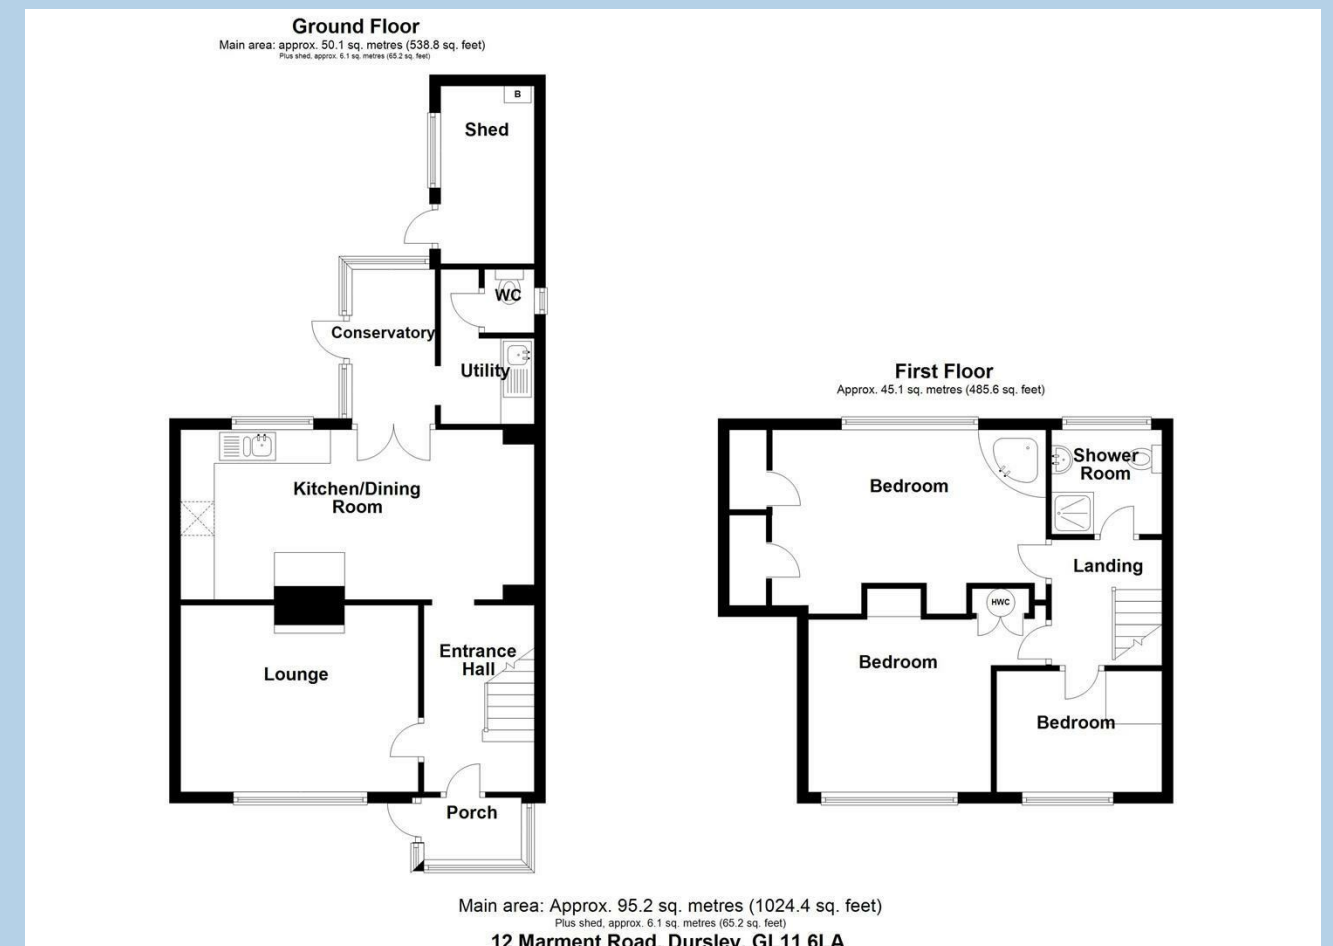 Ground Floor
Main area: approx. 50.1 sq. metres (538.8 sq. feet)
Plus shed, approx. 6.1 sq. metres (65.2 sq. feet)
B
Shed
WC
Conservatory
Utility
Kitchen/Dining
Room
Lounge
Entrance
Hall
Porch
First Floor
Approx. 45.1 sq. metres (485.6 sq. feet)
Bedroom
Shower
Room
Landing
HWC
Bedroom
Bedroom
Main area: Approx. 95.2 sq. metres (1024.4 sq. feet)
Plus shed, approx. 6.1 sq. metres (65.2 sq. feet)
12 Marment Road, Dursley, GL11 6LA